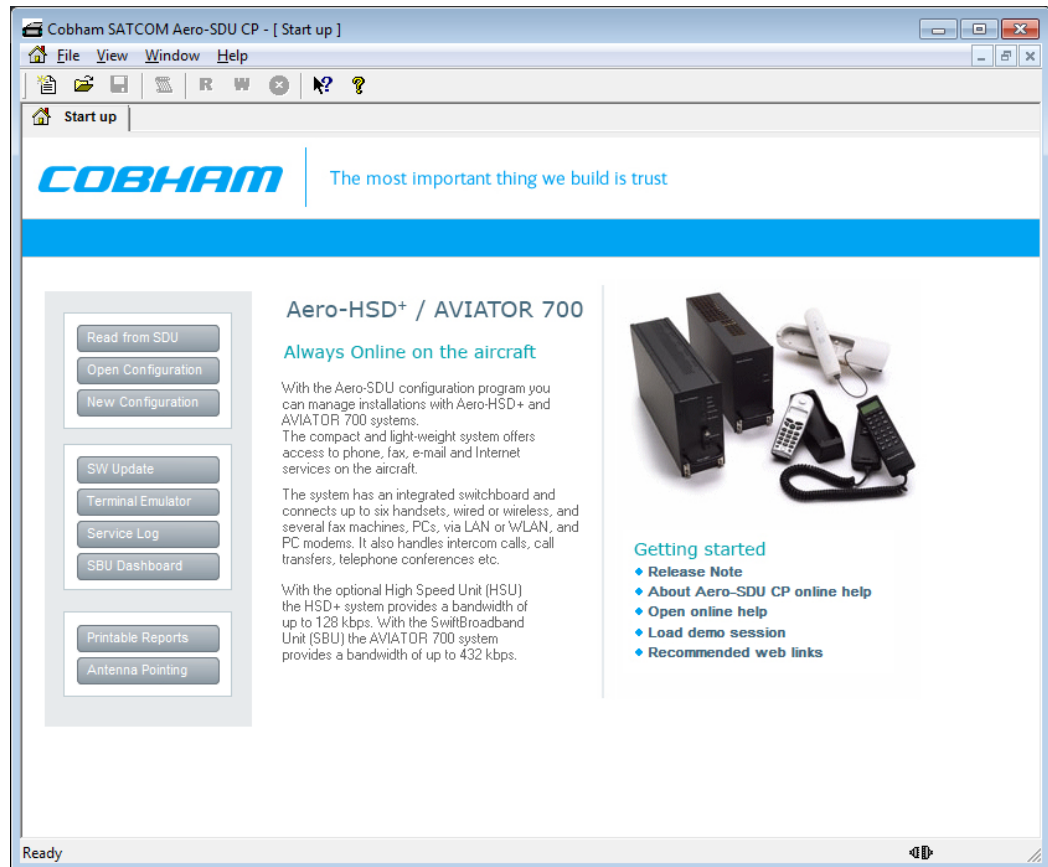 Cobham SATCOM Aero-SDU CP - [ Start up ]
File View Window Help
R W
Start up
COBHAM
The most important thing we build is trust
Read from SDU
Open Configuration
New Configuration
SW Update
Terminal Emulator
Service Log
SBU Dashboard
Printable Reports
Antenna Pointing
Aero-HSD+ / AVIATOR 700
Always Online on the aircraft
With the Aero-SDU configuration program you
can manage installations with Aero-HSD+ and
AVIATOR 700 systems.
The compact and light-weight system offers
access to phone, fax, e-mail and Internet
services on the aircraft.
The system has an integrated switchboard and
connects up to six handsets, wired or wireless, and
several fax machines, PCs, via LAN or WLAN, and
PC modems. It also handles intercom calls, call
transfers, telephone conferences etc.
With the optional High Speed Unit (HSU)
the HSD+ system provides a bandwidth of
up to 128 kbps. With the SwiftBroadband
Unit (SBU) the AVIATOR 700 system
provides a bandwidth of up to 432 kbps.
Getting started
Release Note
About Aero-SDU CP online help
Open online help
Load demo session
Recommended web links
Ready